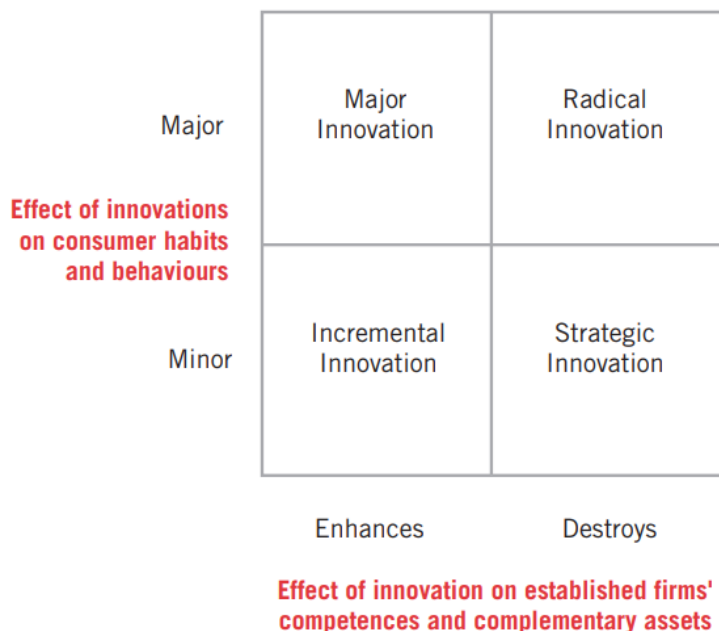 Major
Innovation
Radical
Innovation
Major
Effect of innovations
on consumer habits
and behaviours
Incremental
Innovation
Strategic
Innovation
Minor
Enhances
Destroys
Effect of innovation on established firms'
competences and complementary assets